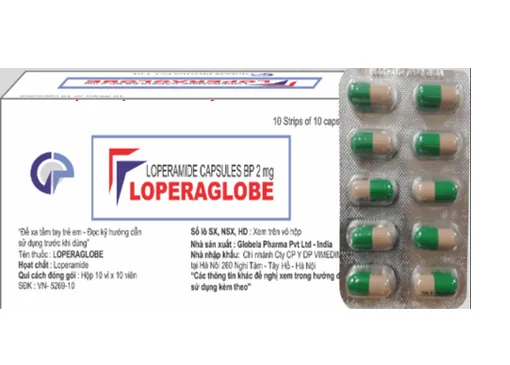 10 Strips of 10 caps
LOPERAMIDE CAPSULES BP 2 mg
LOPERAGLOBE
"Để xa tầm tay trẻ em - Đọc kỹ hướng dẫn
sử dụng trước khi dùng"
Tên thuốc : LOPERAGLOBE
Hoạt chất : Loperamide
Quí cách đóng gói : Hộp 10 vỉ x 10 viên
SĐK : VN- 5269-10
Số lô SX, NSX, HD : Xem trên vỏ hộp
Nhà sản xuất : Globela Pharma Pvt Ltd - India
Nhà nhập khẩu: Chi nhánh Cty CP Y DP VIMEDI
tại Hà Nội 260 Nghi Tàm - Tây Hồ - Hà Nội
"Các thông tin khác đề nghị xem trong hướng d
sử dụng kèm theo"